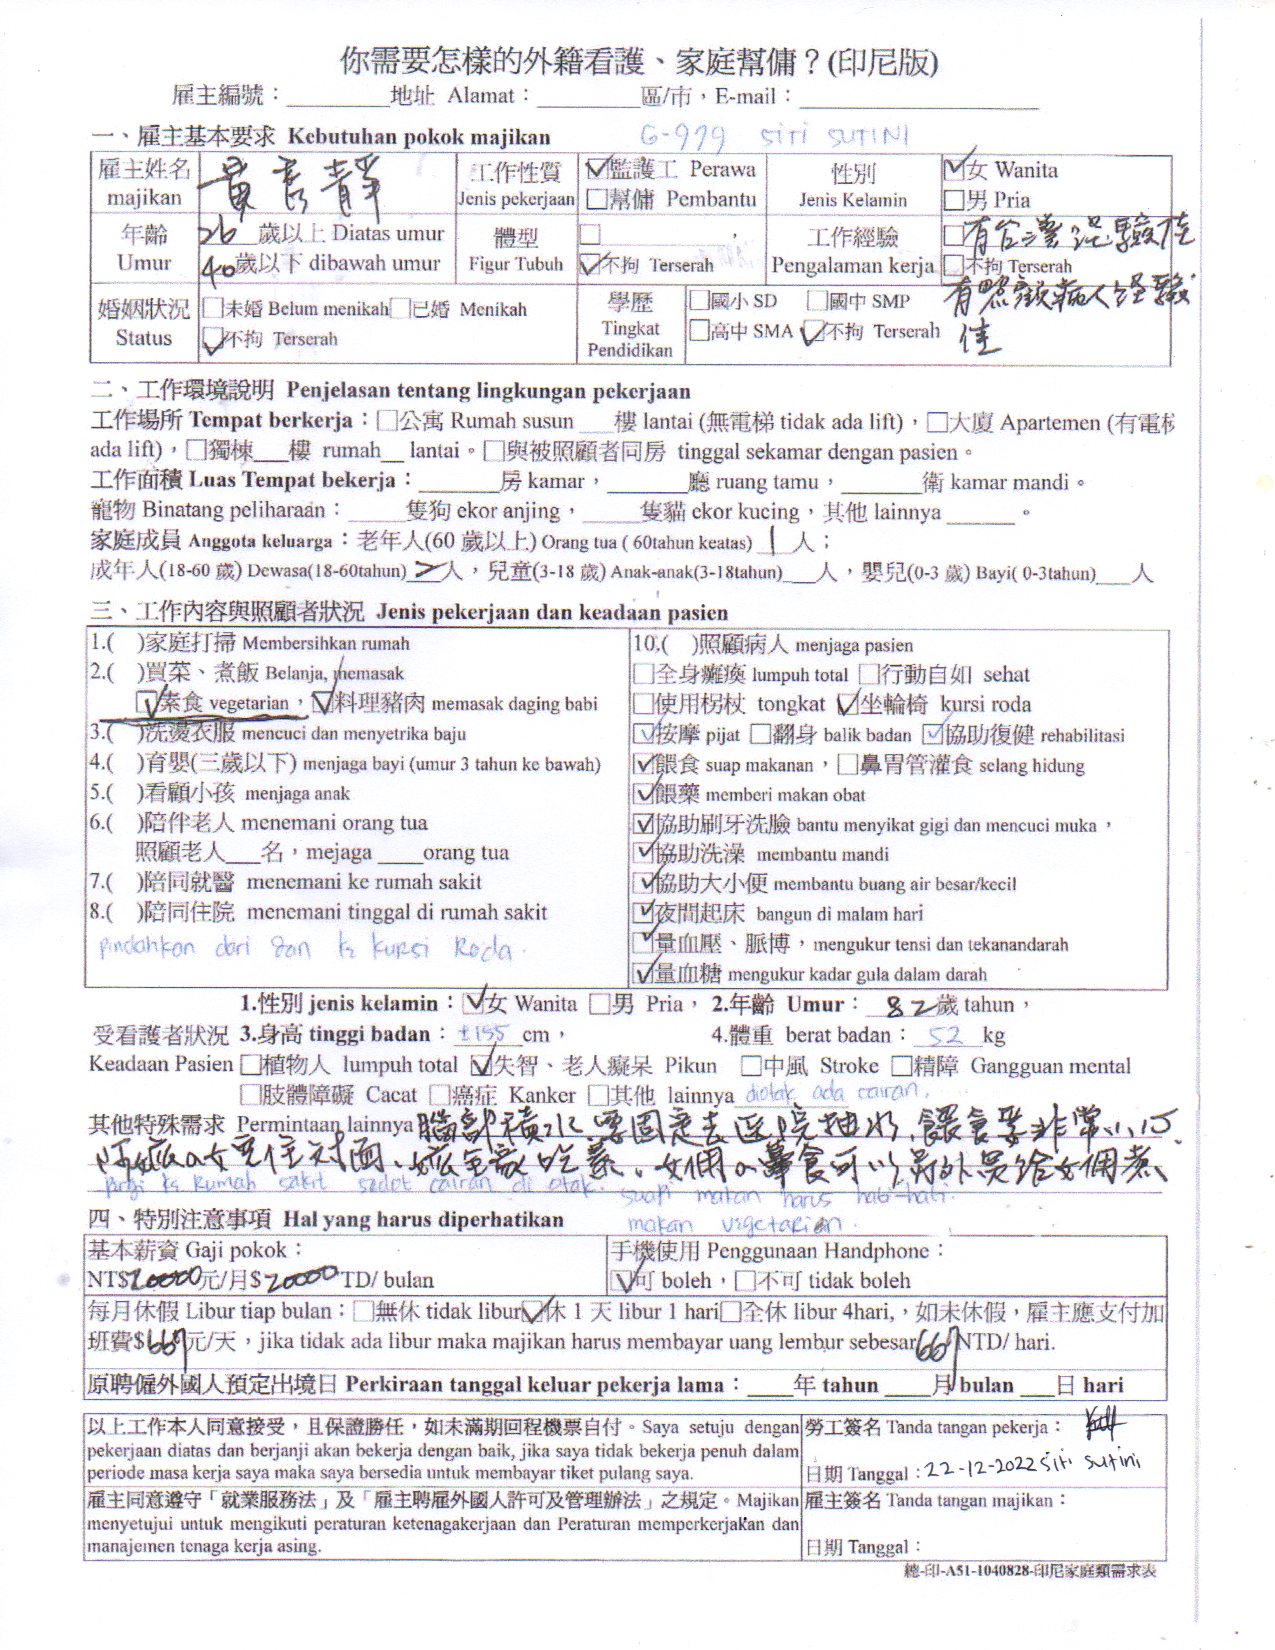 你需要怎樣的外籍看護、家庭幫傭？(印尼版)
雇主編號：________地址 Alamat：________區/市，E-mail：________
一、雇主基本要求 Kebutuhan pokok majikan G-979 SITI SUTINI
雇主姓名 majikan 黃 靜 工作性質 Jenis pekerjaan ☑監護工 Perawa ☐幫傭 Pembantu 性別 Jenis Kelamin ☑女 Wanita ☐男 Pria
年齡 Umur 26歲以上 Diatas umur 40歲以下 dibawah umur 體型 Figur Tubuh ☐ ， ☑不拘 Terserah 工作經驗 Pengalaman kerja ☐有台灣經驗佳 ☐不拘 Terserah
有照顧病人經驗佳
婚姻狀況 Status ☐未婚 Belum menikah ☐已婚 Menikah ☑不拘 Terserah 學歷 Tingkat Pendidikan ☐國小 SD ☐國中 SMP ☐高中 SMA ☑不拘 Terserah
二、工作環境說明 Penjelasan tentang lingkungan pekerjaan
工作場所 Tempat berkerja：☐公寓 Rumah susun ___樓 lantai (無電梯 tidak ada lift)，☐大廈 Apartemen (有電梯
ada lift)，☐獨棟___樓 rumah__ lantai。☐與被照顧者同房 tinggal sekamar dengan pasien。
工作面積 Luas Tempat bekerja：_______房 kamar，_______廳 ruang tamu，_______衛 kamar mandi。
寵物 Binatang peliharaan：_____隻狗 ekor anjing，_____隻貓 ekor kucing，其他 lainnya ______。
家庭成員 Anggota keluarga：老年人(60 歲以上) Orang tua ( 60tahun keatas) 1 人；
成年人(18-60 歲) Dewasa(18-60tahun) 人，兒童(3-18 歲) Anak-anak(3-18tahun)___人，嬰兒(0-3 歲) Bayi( 0-3tahun)___人
三、工作內容與照顧者狀況 Jenis pekerjaan dan keadaan pasien
1.( )家庭打掃 Membersihkan rumah
2.( )買菜、煮飯 Belanja, memasak
☑素食 vegetarian，☑料理豬肉 memasak daging babi
3.( )洗燙衣服 mencuci dan menyetrika baju
4.( )育嬰(三歲以下) menjaga bayi (umur 3 tahun ke bawah)
5.( )看顧小孩 menjaga anak
6.( )陪伴老人 menemani orang tua
照顧老人___名，mejaga ____orang tua
7.( )陪同就醫 menemani ke rumah sakit
8.( )陪同住院 menemani tinggal di rumah sakit
pindahkan dari ke kursi Roda.
10.( )照顧病人 menjaga pasien
☐全身癱瘓 lumpuh total ☐行動自如 sehat
☐使用柺杖 tongkat ☑坐輪椅 kursi roda
☑按摩 pijat ☐翻身 balik badan ☑協助復健 rehabilitasi
☑餵食 suap makanan，☐鼻胃管灌食 selang hidung
☑餵藥 memberi makan obat
☑協助刷牙洗臉 bantu menyikat gigi dan mencuci muka，
☑協助洗澡 membantu mandi
☑協助大小便 membantu buang air besar/kecil
☑夜間起床 bangun di malam hari
☑量血壓、脈博，mengukur tensi dan tekanandarah
☑量血糖 mengukur kadar gula dalam darah
1.性別 jenis kelamin：☑女 Wanita ☐男 Pria， 2.年齡 Umur： 82 歲 tahun，
受看護者狀況 3.身高 tinggi badan： ±155 cm， 4.體重 berat badan： 52 kg
Keadaan Pasien ☐植物人 lumpuh total ☑失智、老人癡呆 Pikun ☐中風 Stroke ☐精障 Gangguan mental
☐肢體障礙 Cacat ☐癌症 Kanker ☐其他 lainnya diotak ada cairan.
其他特殊需求 Permintaan lainnya 腦部積水.要固定去医院抽水.餵食要非常小心.
阿嬤 女兒住对面. 全家吃素. 女佣 葷食可以另外買給女佣煮
pergi ke Rumah sakit sedot cairan di otak. suapi makan harus hati-hati.
makan vigetarian.
四、特別注意事項 Hal yang harus diperhatikan
基本薪資 Gaji pokok：
NT$20000元/月$ 20000 TD/ bulan
手機使用 Penggunaan Handphone：
☑可 boleh，☐不可 tidak boleh
每月休假 Libur tiap bulan：☐無休 tidak libur ☑休 1 天 libur 1 hari ☐全休 libur 4hari,，如未休假，雇主應支付加
班費$667元/天，jika tidak ada libur maka majikan harus membayar uang lembur sebesar 667 NTD/ hari.
原聘僱外國人預定出境日 Perkiraan tanggal keluar pekerja lama：____年 tahun ____月 bulan ___日 hari
以上工作本人同意接受，且保證勝任，如未滿期回程機票自付。Saya setuju dengan
pekerjaan diatas dan berjanji akan bekerja dengan baik, jika saya tidak bekerja penuh dalam
periode masa kerja saya maka saya bersedia untuk membayar tiket pulang saya.
勞工簽名 Tanda tangan pekerja：
日期 Tanggal：22-12-2022 Siti Sutini
雇主同意遵守「就業服務法」及「雇主聘雇外國人許可及管理辦法」之規定。Majikan
menyetujui untuk mengikuti peraturan ketenagakerjaan dan Peraturan memperkerjakan dan
manajemen tenaga kerja asing.
雇主簽名 Tanda tangan majikan：
日期 Tanggal：
總-印-A51-1040828-印尼家庭類需求表